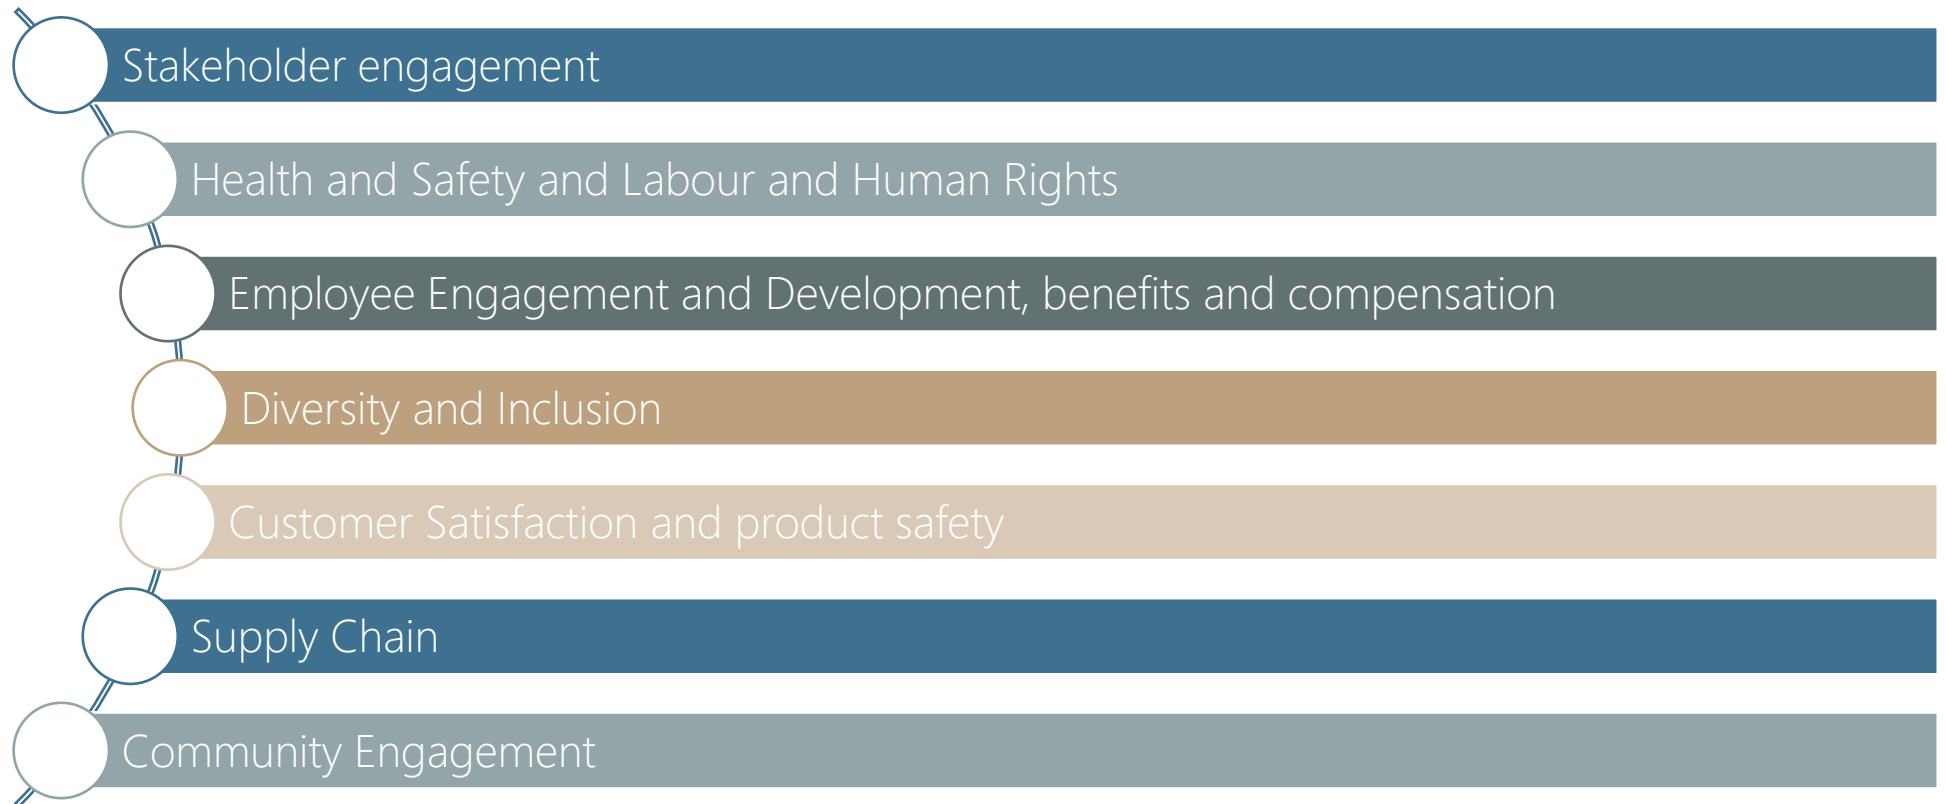 Stakeholder engagement
Health and Safety and Labour and Human Rights
Employee Engagement and Development, benefits and compensation
Diversity and Inclusion
Customer Satisfaction and product safety
Supply Chain
Community Engagement